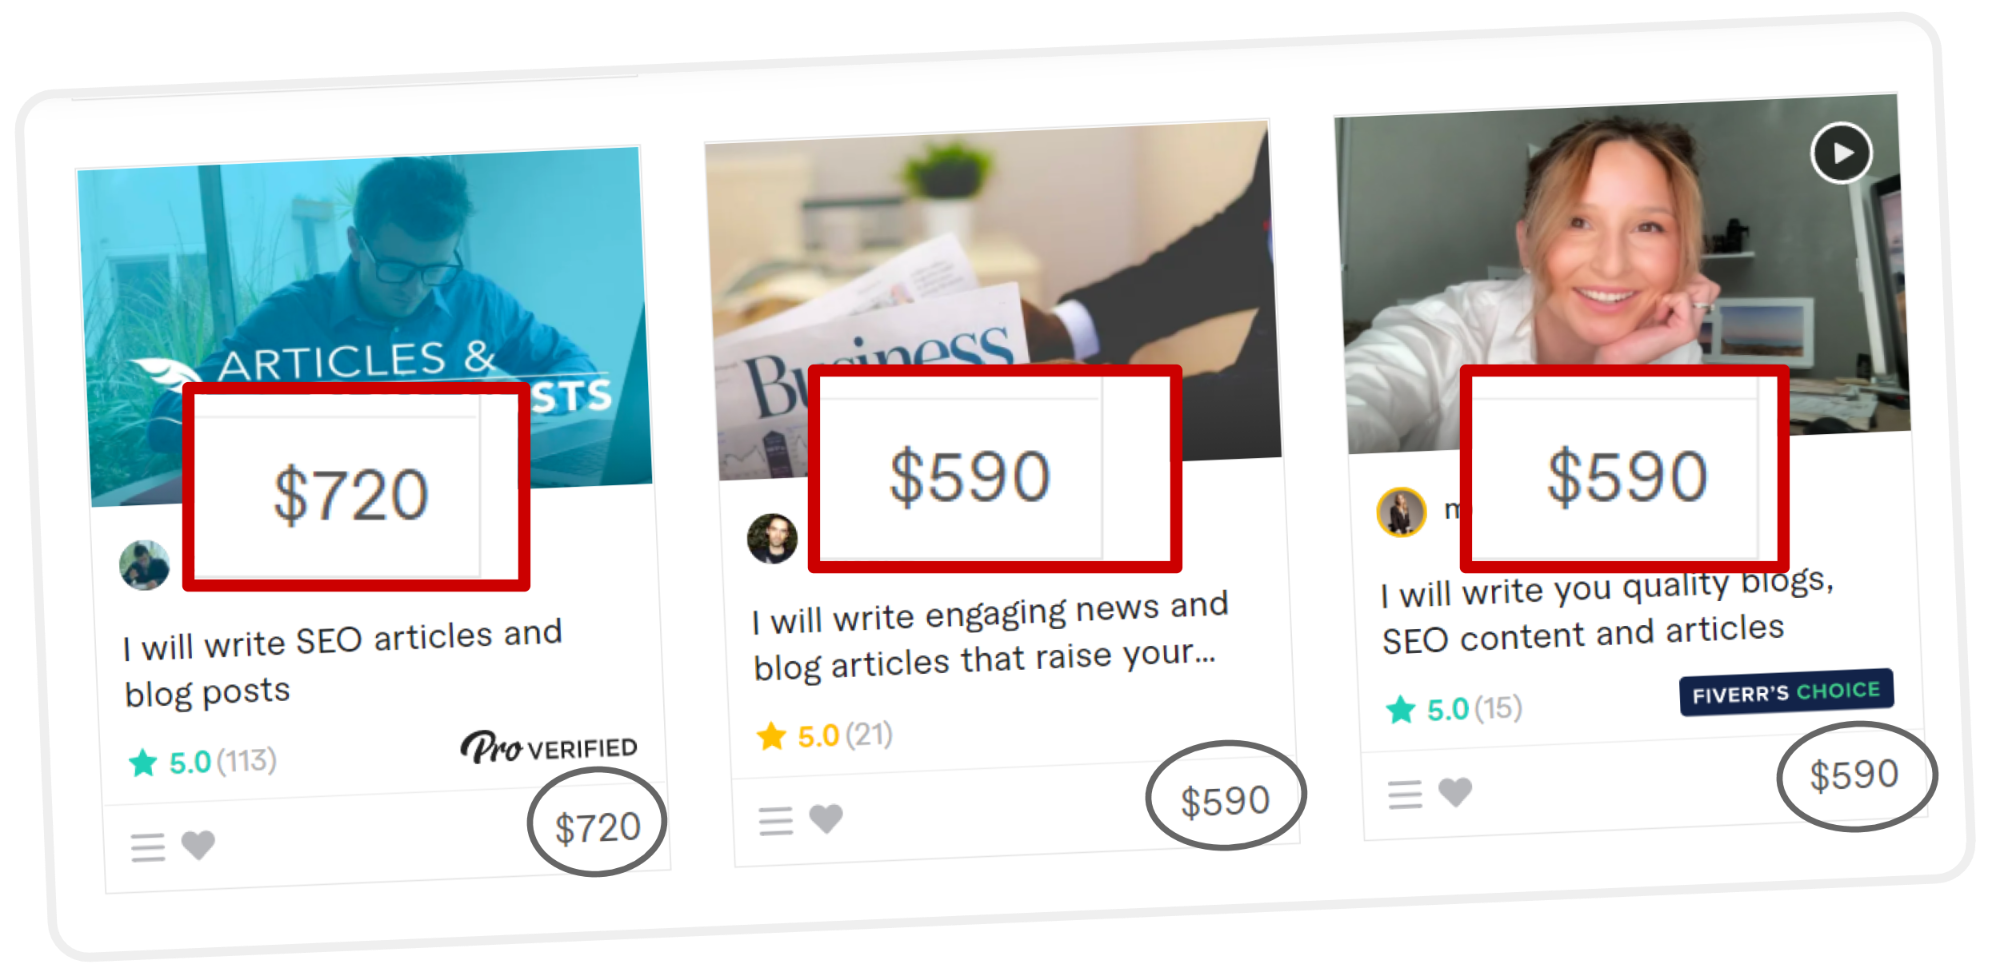 ARTICLES &
STS
$720
I will write SEO articles and
blog posts
5.0 (113)
Pro VERIFIED
$720
Business
$590
I will write engaging news and
blog articles that raise your...
5.0 (21)
$590
$590
I will write you quality blogs,
SEO content and articles
5.0 (15)
FIVERR'S CHOICE
$590